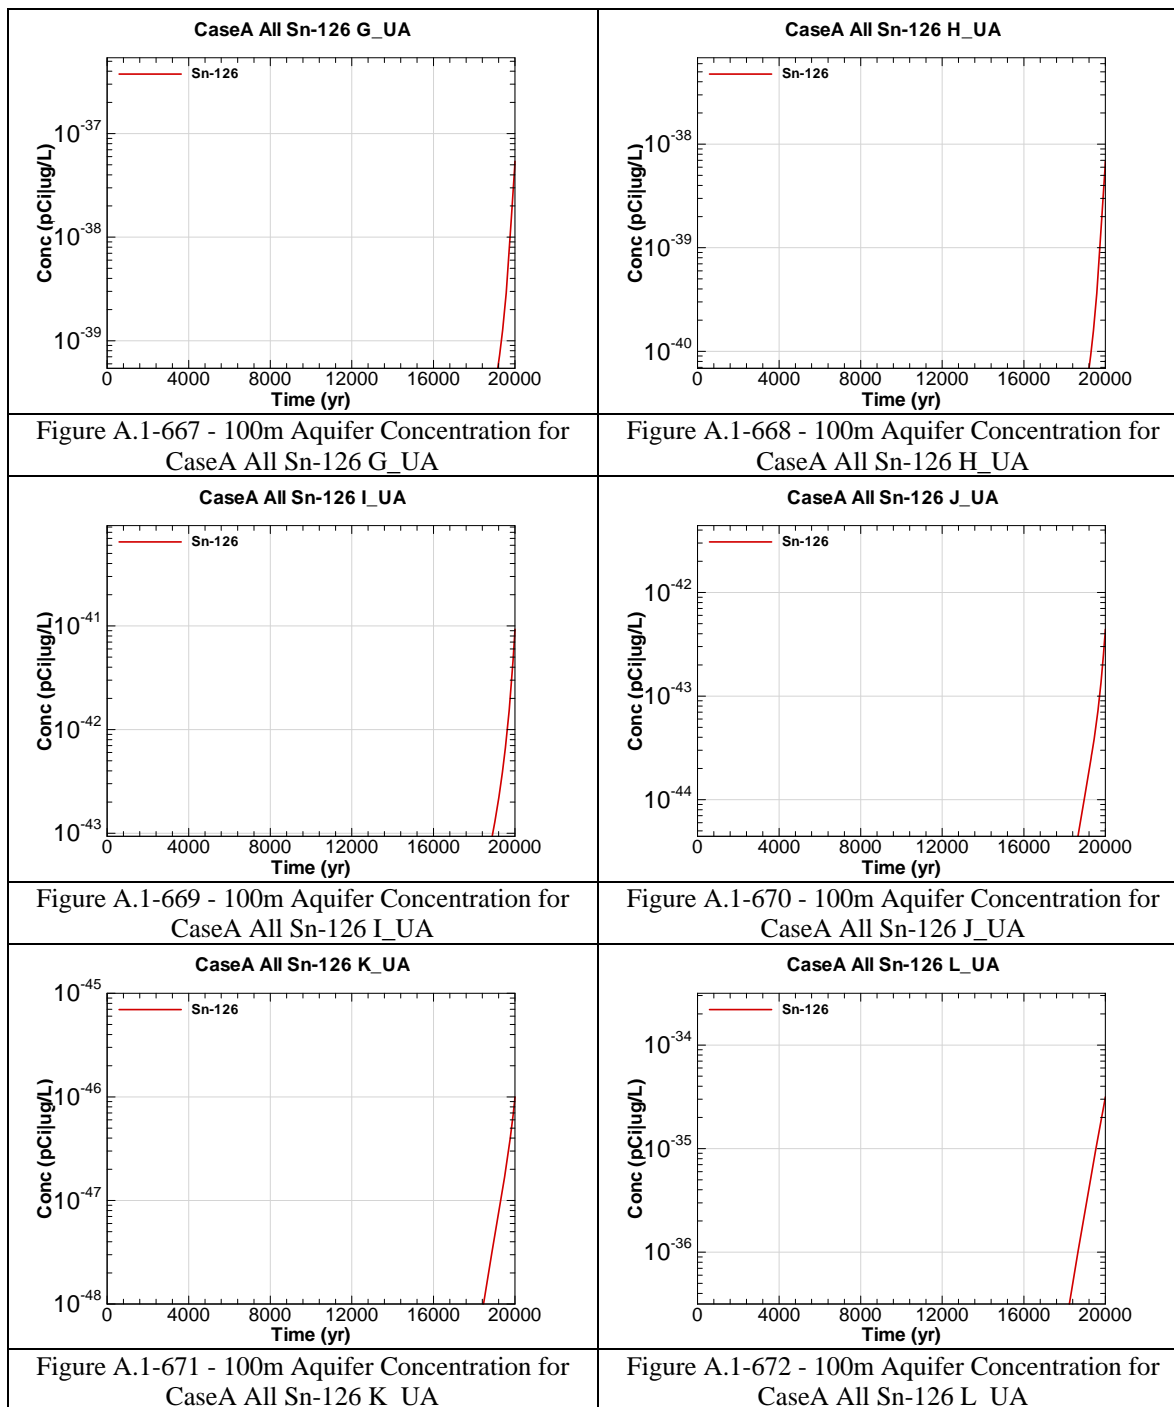 CaseA All Sn-126 G_UA
Sn-126
Conc (pCi|ug/L)
10-37
10-38
10-39
0 4000 8000 12000 16000 20000
Time (yr)
Figure A.1-667 - 100m Aquifer Concentration for
CaseA All Sn-126 G_UA
CaseA All Sn-126 H_UA
Sn-126
Conc (pCi|ug/L)
10-38
10-39
10-40
0 4000 8000 12000 16000 20000
Time (yr)
Figure A.1-668 - 100m Aquifer Concentration for
CaseA All Sn-126 H_UA
CaseA All Sn-126 I_UA
Sn-126
Conc (pCi|ug/L)
10-41
10-42
10-43
0 4000 8000 12000 16000 20000
Time (yr)
Figure A.1-669 - 100m Aquifer Concentration for
CaseA All Sn-126 I_UA
CaseA All Sn-126 J_UA
Sn-126
Conc (pCi|ug/L)
10-42
10-43
10-44
0 4000 8000 12000 16000 20000
Time (yr)
Figure A.1-670 - 100m Aquifer Concentration for
CaseA All Sn-126 J_UA
CaseA All Sn-126 K_UA
Sn-126
Conc (pCi|ug/L)
10-45
10-46
10-47
10-48
0 4000 8000 12000 16000 20000
Time (yr)
Figure A.1-671 - 100m Aquifer Concentration for
CaseA All Sn-126 K_UA
CaseA All Sn-126 L_UA
Sn-126
Conc (pCi|ug/L)
10-34
10-35
10-36
0 4000 8000 12000 16000 20000
Time (yr)
Figure A.1-672 - 100m Aquifer Concentration for
CaseA All Sn-126 L_UA